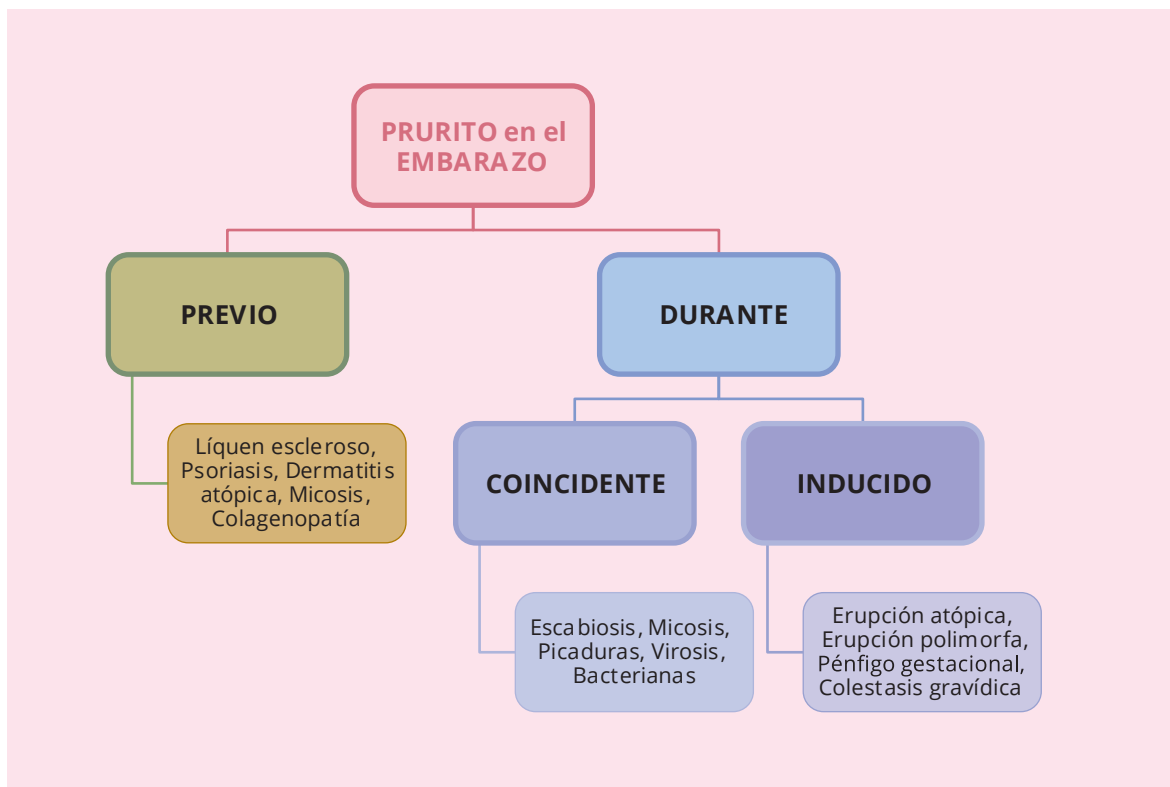 PRURITO en el
EMBARAZO
PREVIO
DURANTE
Líquen escleroso,
Psoriasis, Dermatitis
atópica, Micosis,
Colagenopatía
COINCIDENTE
INDUCIDO
Escabiosis, Micosis,
Picaduras, Virosis,
Bacterianas
Erupción atópica,
Erupción polimorfa,
Pénfigo gestacional,
Colestasis gravídica